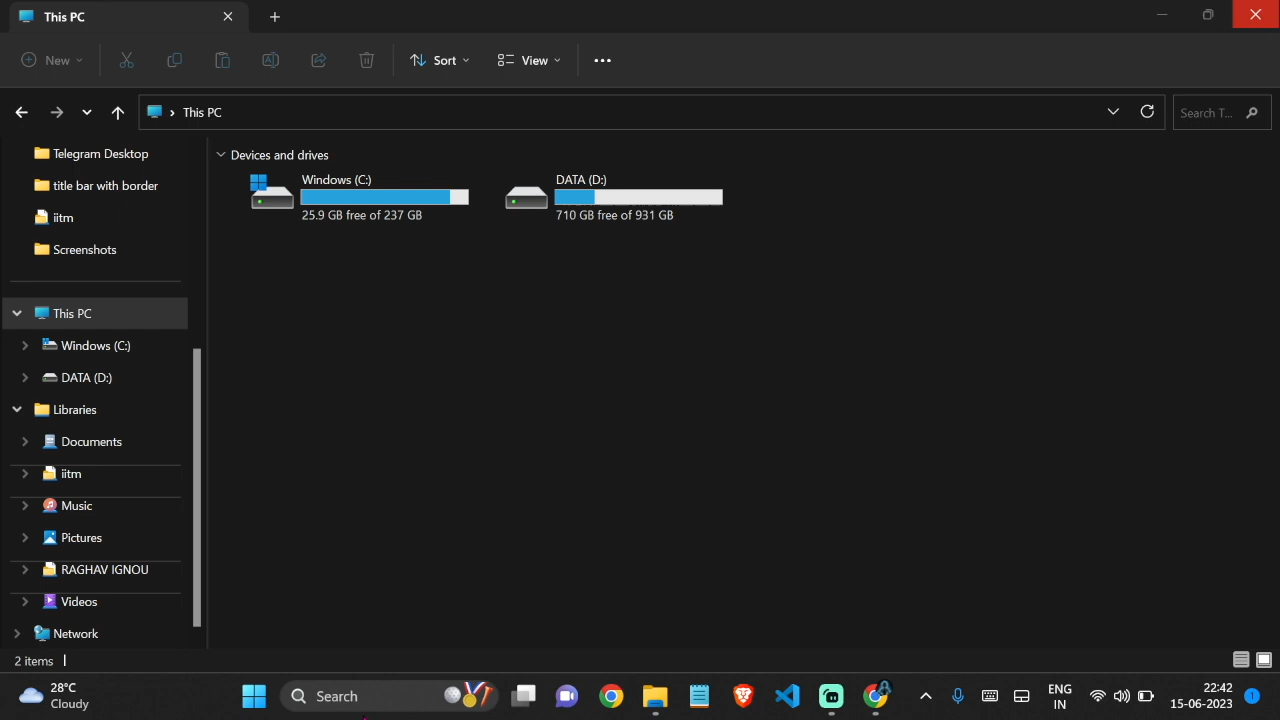 This PC
New
Sort
View
This PC
Search T...
Telegram Desktop
title bar with border
iitm
Screenshots
This PC
Windows (C:)
DATA (D:)
Libraries
Documents
iitm
Music
Pictures
RAGHAV IGNOU
Videos
Network
Devices and drives
Windows (C:)
25.9 GB free of 237 GB
DATA (D:)
710 GB free of 931 GB
2 items
28°C
Cloudy
Search
ENG
IN
22:42
15-06-2023
1